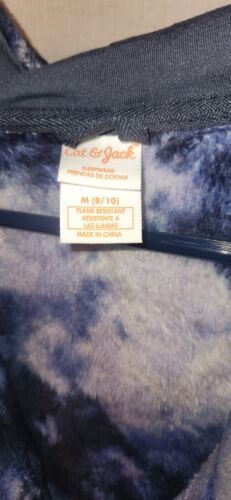 Cat & Jack
SLEEPWEAR
PRENDAS DE DORMIR
M (8/10)
FLAME RESISTANT
RESISTENTE A
LAS LLAMAS
MADE IN CHINA